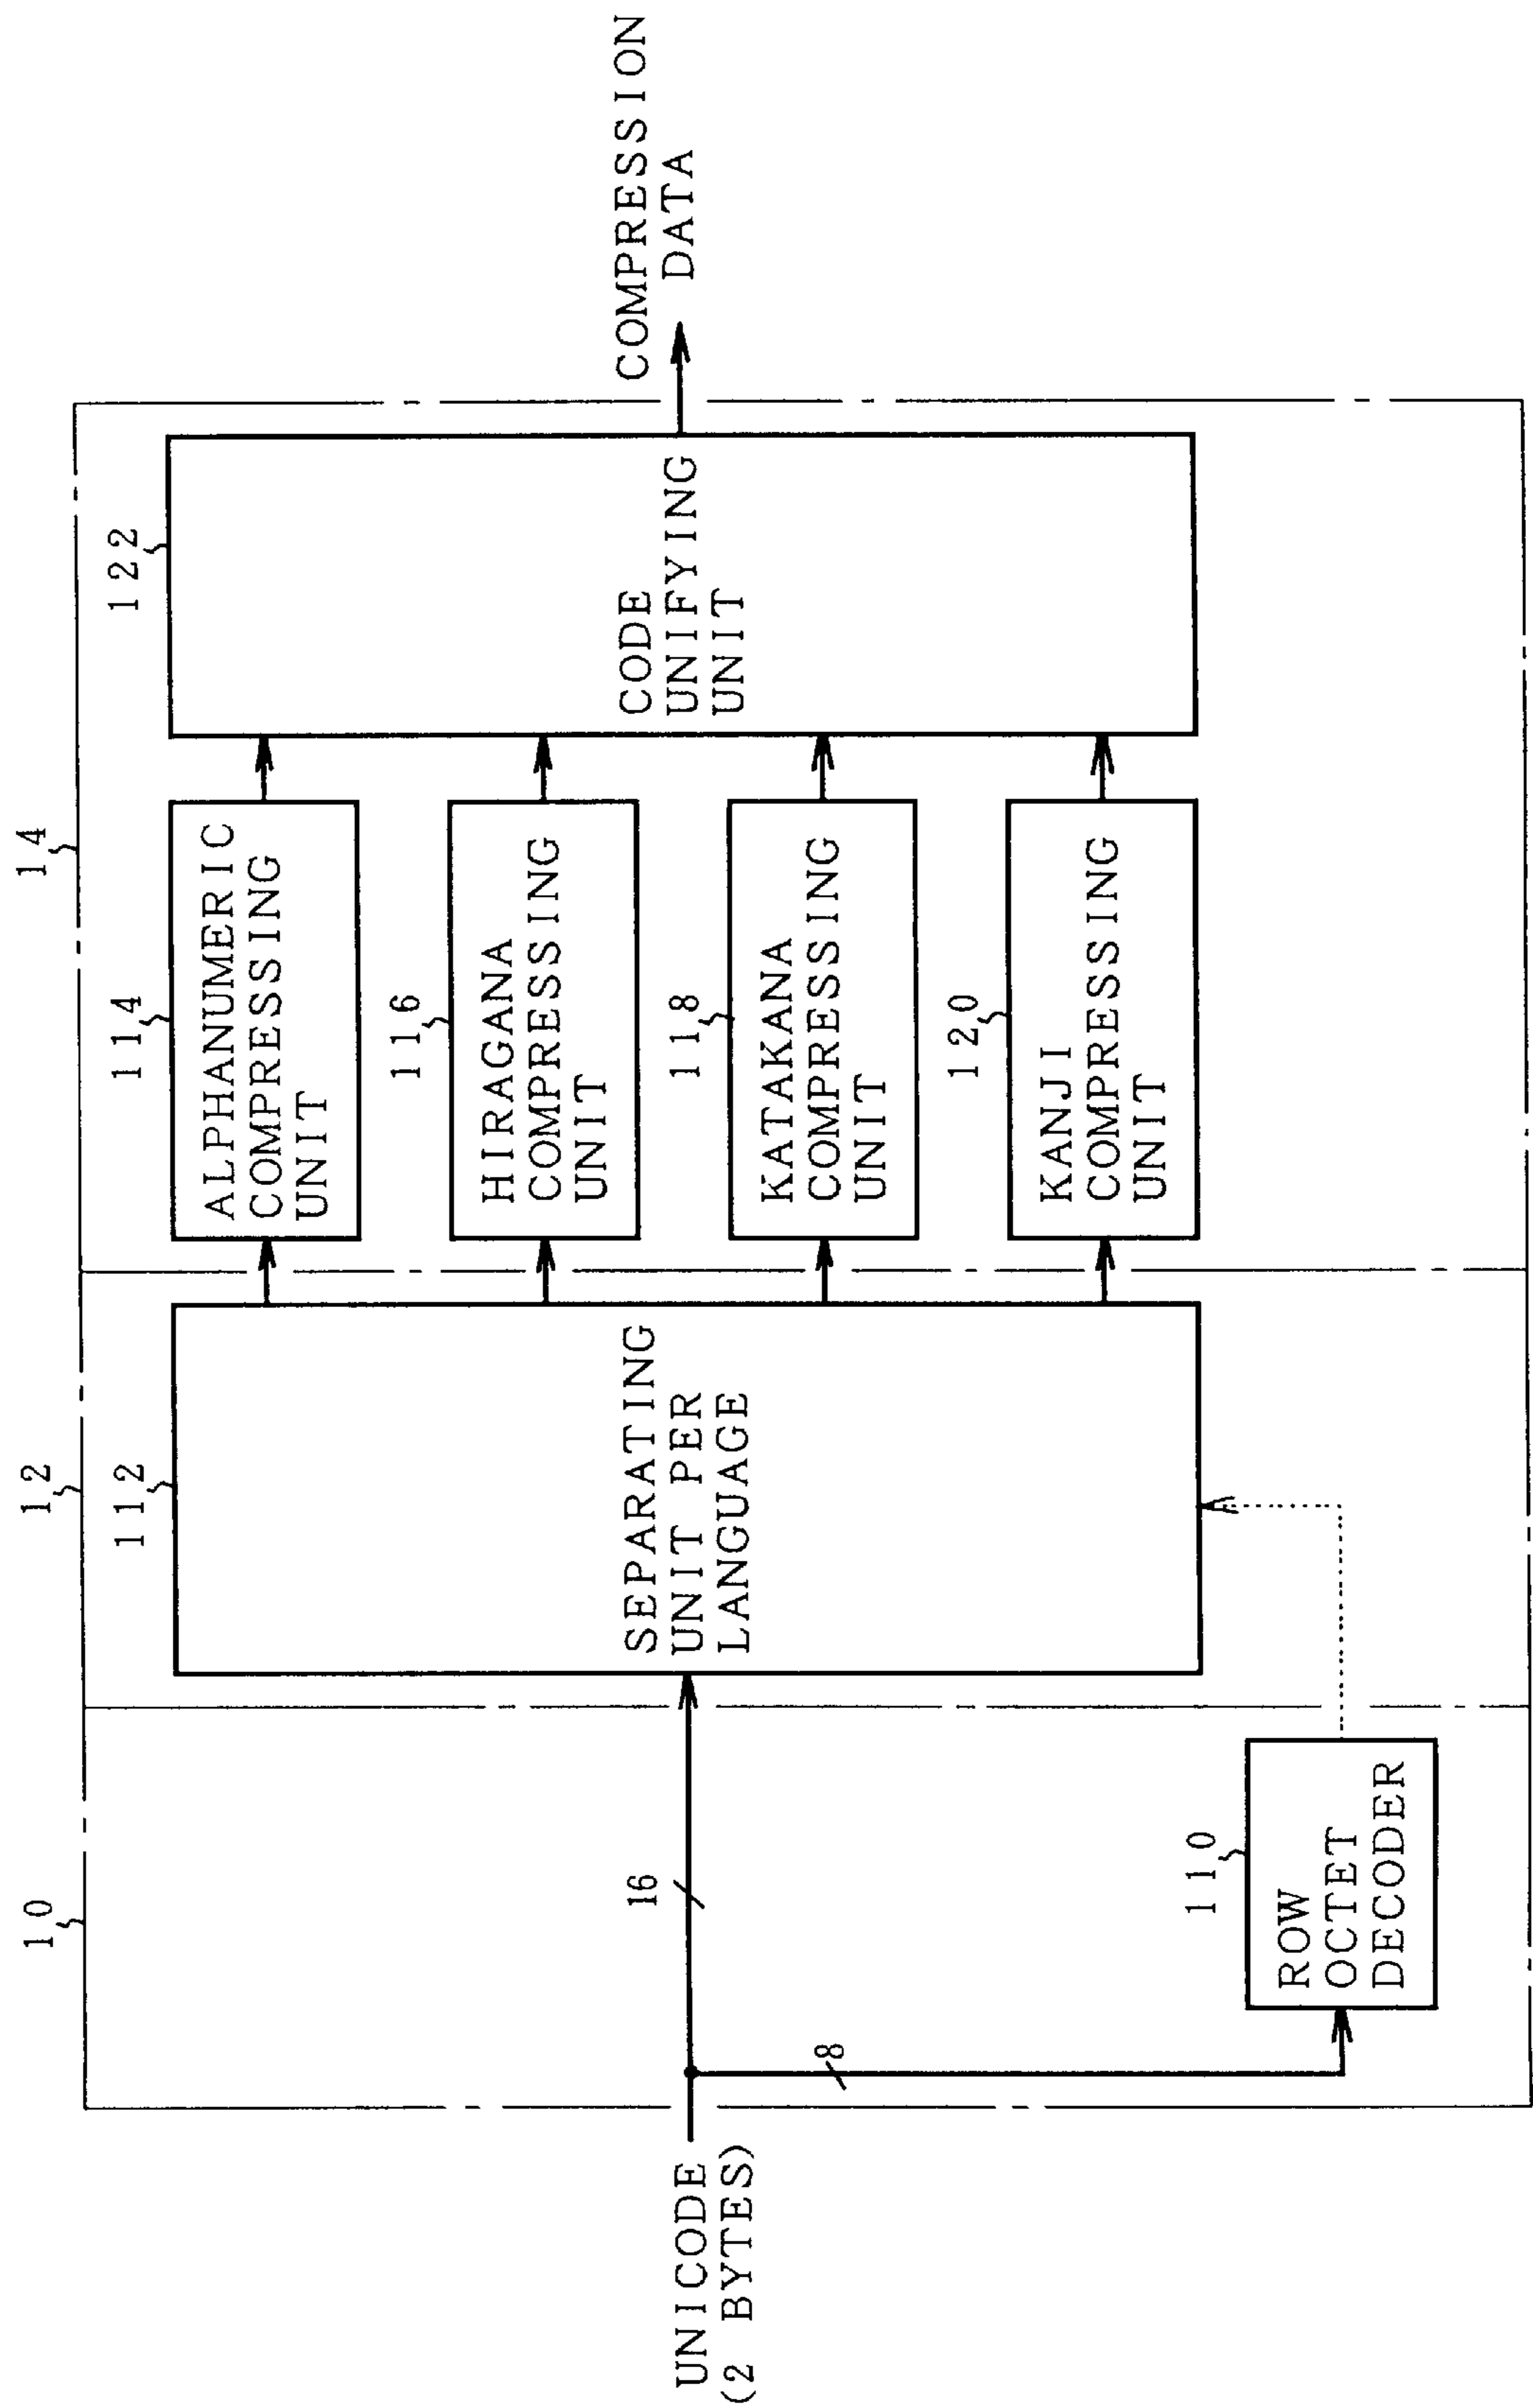 10
12
14
UNICODE
(2 BYTES)
16
8
110
ROW
OCTET
DECODER
112
SEPARATING
UNIT PER
LANGUAGE
114
ALPHANUMERIC
COMPRESSING
UNIT
116
HIRAGANA
COMPRESSING
UNIT
118
KATAKANA
COMPRESSING
UNIT
120
KANJI
COMPRESSING
UNIT
122
CODE
UNIFYING
UNIT
COMPRESSION
DATA